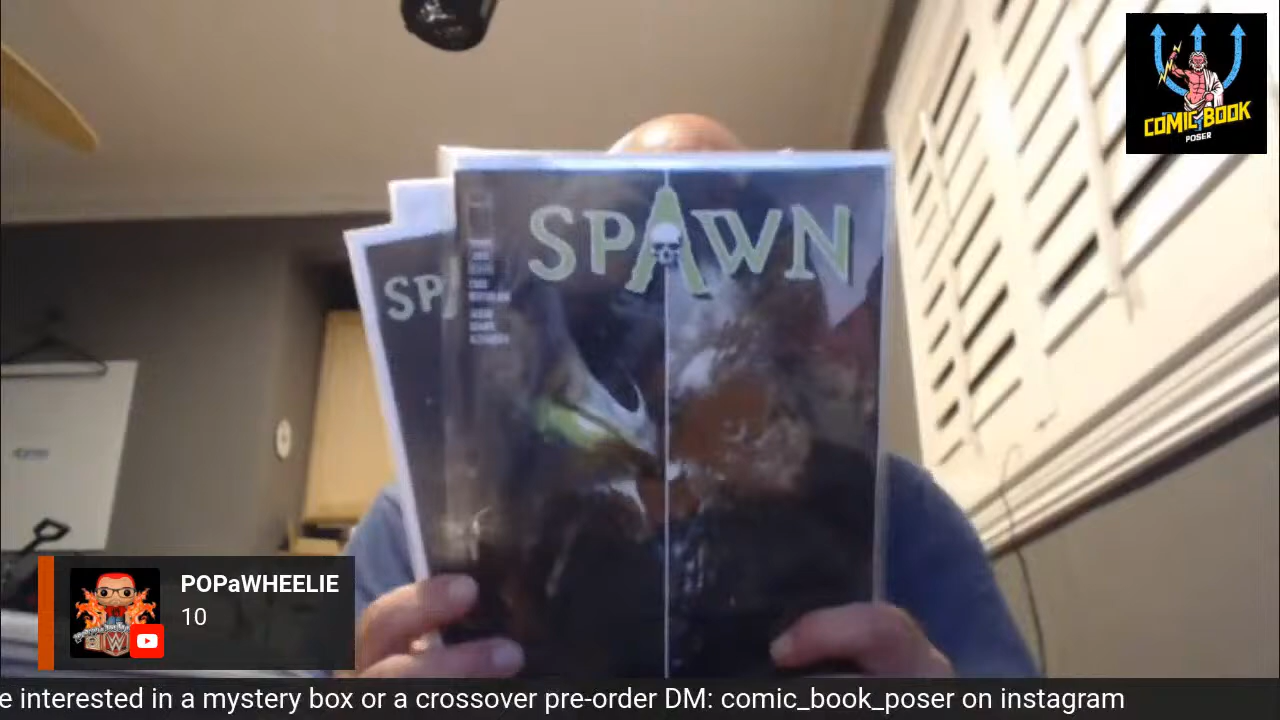 COMIC BOOK
POSER
SPAWN
SP
POPaWHEELIE
10
e interested in a mystery box or a crossover pre-order DM: comic_book_poser on instagram